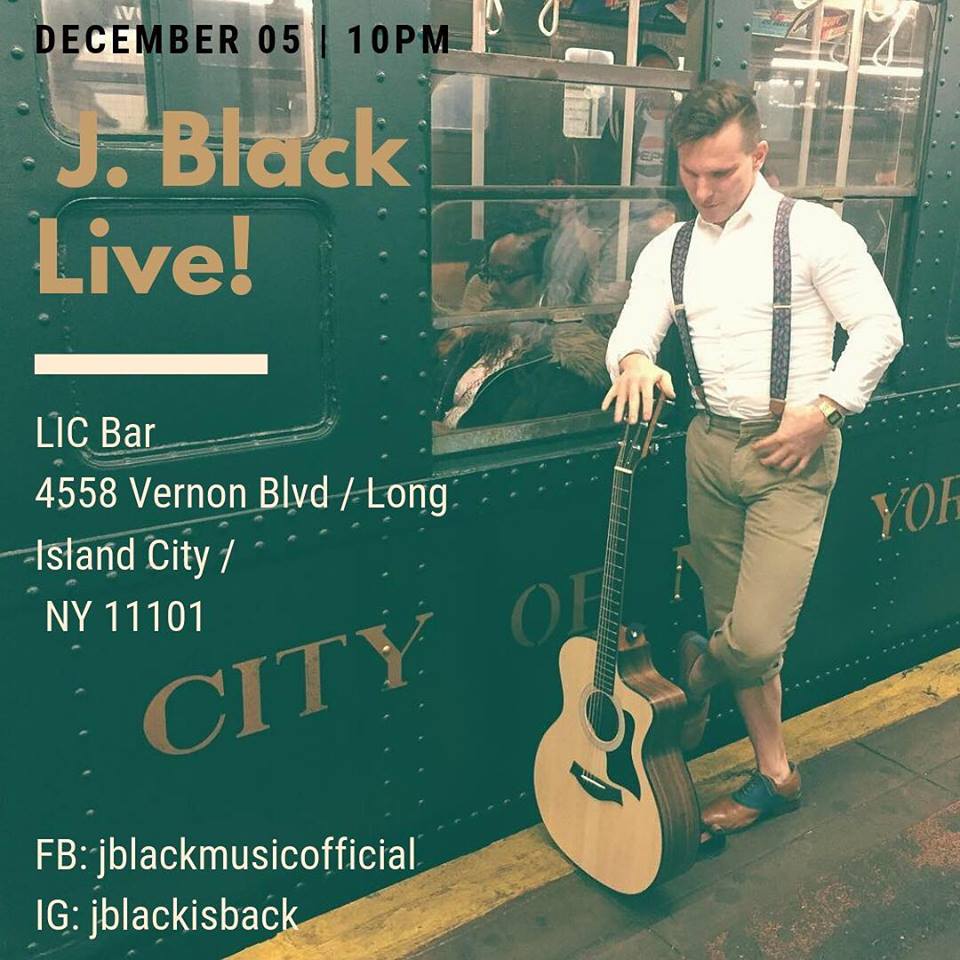 DECEMBER 05 | 10PM
J. Black
Live!
LIC Bar
4558 Vernon Blvd / Long
Island City /
NY 11101
CITY OF N YOR
FB: jblackmusicofficial
IG: jblackisback
PEPS